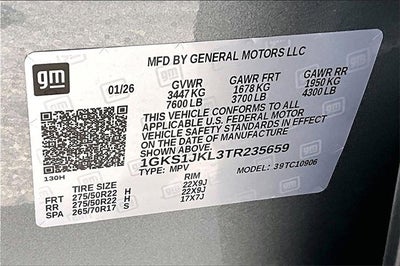 MFD BY GENERAL MOTORS LLC
gm
01/26
GVWR GAWR FRT GAWR RR
3447 KG 1678 KG 1950 KG
7600 LB 3700 LB 4300 LB
THIS VEHICLE CONFORMS TO ALL
APPLICABLE U.S. FEDERAL MOTOR
VEHICLE SAFETY STANDARDS IN EFFECT
ON THE DATE OF MANUFACTURE
SHOWN ABOVE.
1GKS1JKL3TR235659
130H TYPE: MPV MODEL: 39TC10906
TIRE SIZE RIM
FRT 275/50R22 H 22X9J
RR 275/50R22 H 22X9J
SPA 265/70R17 S 17X7J